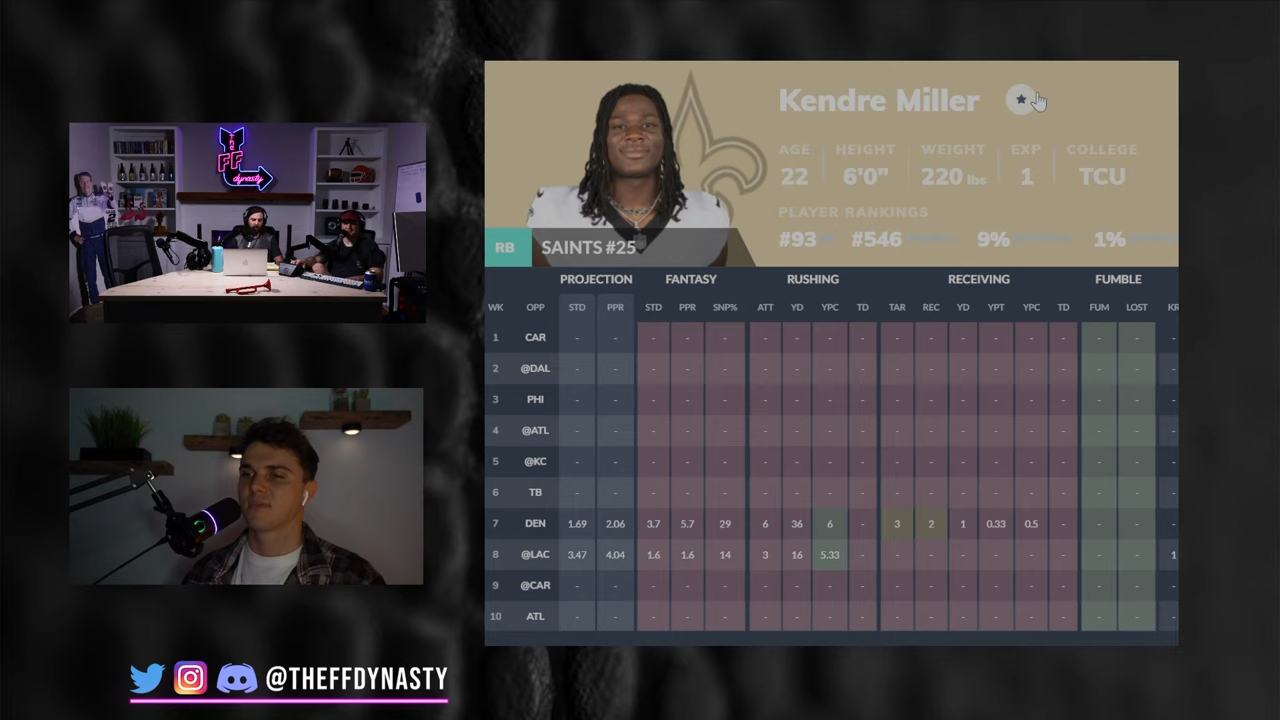 The
FF
dynasty
Kendre Miller
AGE HEIGHT WEIGHT EXP COLLEGE
22 6'0" 220 lbs 1 TCU
PLAYER RANKINGS
#93 #546 9% 1%
RB SAINTS #25
PROJECTION FANTASY RUSHING RECEIVING FUMBLE
WK OPP STD PPR STD PPR SNP% ATT YD YPC TD TAR REC YD YPT YPC TD FUM LOST KR
1 CAR - - - - - - - - - - - - - - - - - -
2 @DAL - - - - - - - - - - - - - - - - - -
3 PHI - - - - - - - - - - - - - - - - - -
4 @ATL - - - - - - - - - - - - - - - - - -
5 @KC - - - - - - - - - - - - - - - - - -
6 TB - - - - - - - - - - - - - - - - - -
7 DEN 1.69 2.06 3.7 5.7 29 6 36 6 - 3 2 1 0.33 0.5 - - - -
8 @LAC 3.47 4.04 1.6 1.6 14 3 16 5.33 - - - - - - - - - 1
9 @CAR - - - - - - - - - - - - - - - - - -
10 ATL - - - - - - - - - - - - - - - - - -
@THEFFDYNASTY